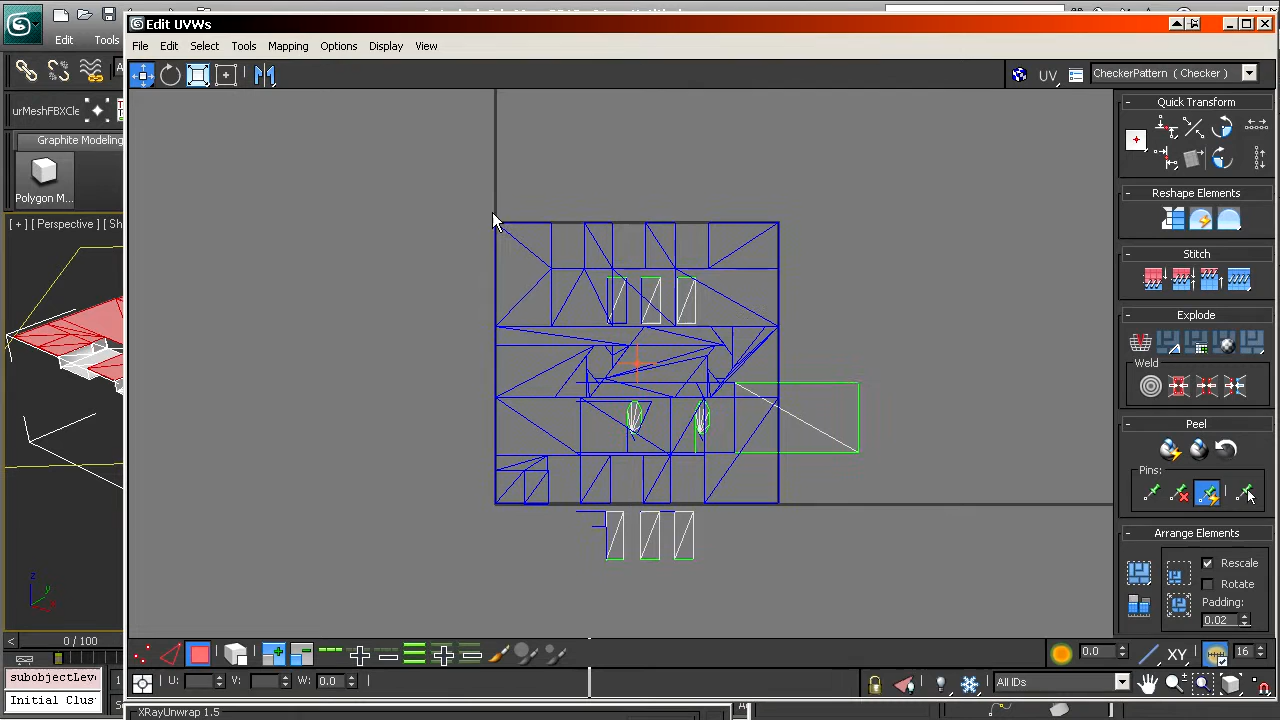 Edit UVWs
Edit
Tools
File Edit Select Tools Mapping Options Display View
UV
CheckerPattern ( Checker )
urMeshFBXCle
Graphite Modeling
Polygon M...
[ + ] [ Perspective ] [ Sh
Quick Transform
Reshape Elements
Stitch
Explode
Weld
Peel
Pins:
Arrange Elements
Rescale
Rotate
Padding:
0.02
z
y
x
0 / 100
0.0
XY
16
subobjectLev
U:
V:
W: 0.0
All IDs
Initial Clus
XRayUnwrap 1.5